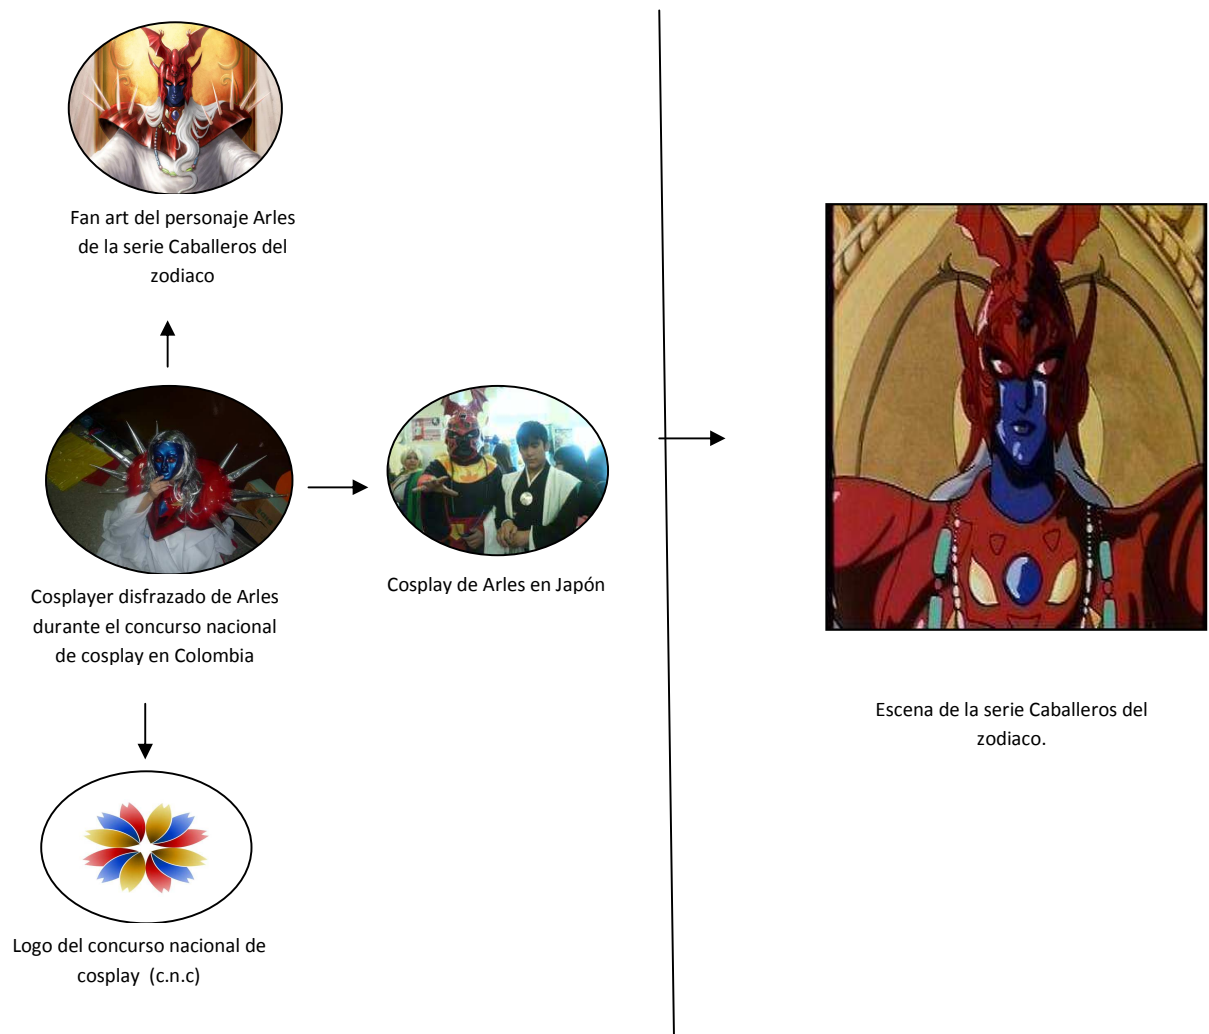 Fan art del personaje Arles
de la serie Caballeros del
zodiaco
Cosplayer disfrazado de Arles
durante el concurso nacional
de cosplay en Colombia
Cosplay de Arles en Japón
Logo del concurso nacional de
cosplay (c.n.c)
Escena de la serie Caballeros del
zodiaco.